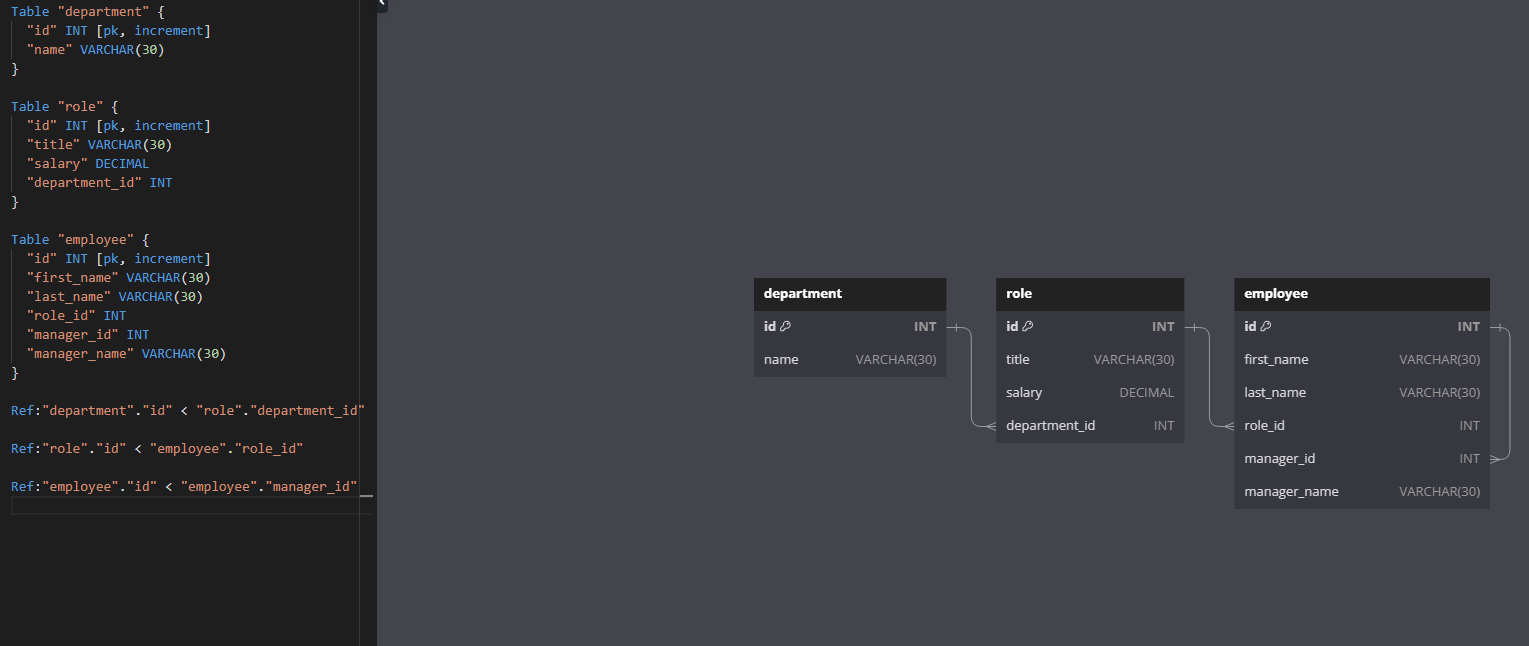 Table "department" {
"id" INT [pk, increment]
"name" VARCHAR(30)
}
Table "role" {
"id" INT [pk, increment]
"title" VARCHAR(30)
"salary" DECIMAL
"department_id" INT
}
Table "employee" {
"id" INT [pk, increment]
"first_name" VARCHAR(30)
"last_name" VARCHAR(30)
"role_id" INT
"manager_id" INT
"manager_name" VARCHAR(30)
}
Ref:"department"."id" < "role"."department_id"
Ref:"role"."id" < "employee"."role_id"
Ref:"employee"."id" < "employee"."manager_id"
department
id INT
name VARCHAR(30)
role
id INT
title VARCHAR(30)
salary DECIMAL
department_id INT
employee
id INT
first_name VARCHAR(30)
last_name VARCHAR(30)
role_id INT
manager_id INT
manager_name VARCHAR(30)